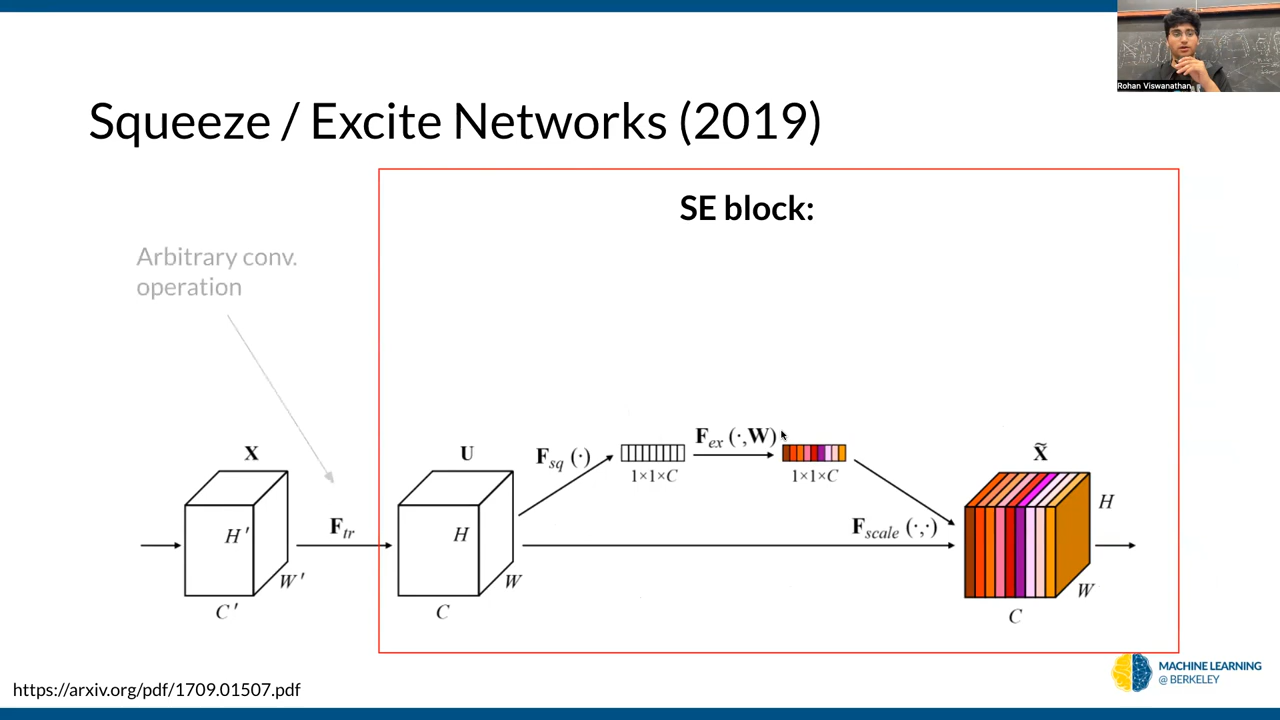 Rohan Viswanathan
Squeeze / Excite Networks (2019)
SE block:
Arbitrary conv.
operation
X
U
F_sq (·)
F_ex (·,W)
1×1×C
1×1×C
X̃
H'
W'
C'
F_tr
H
W
C
F_scale (·,·)
H
W
C
MACHINE LEARNING
@ BERKELEY
https://arxiv.org/pdf/1709.01507.pdf